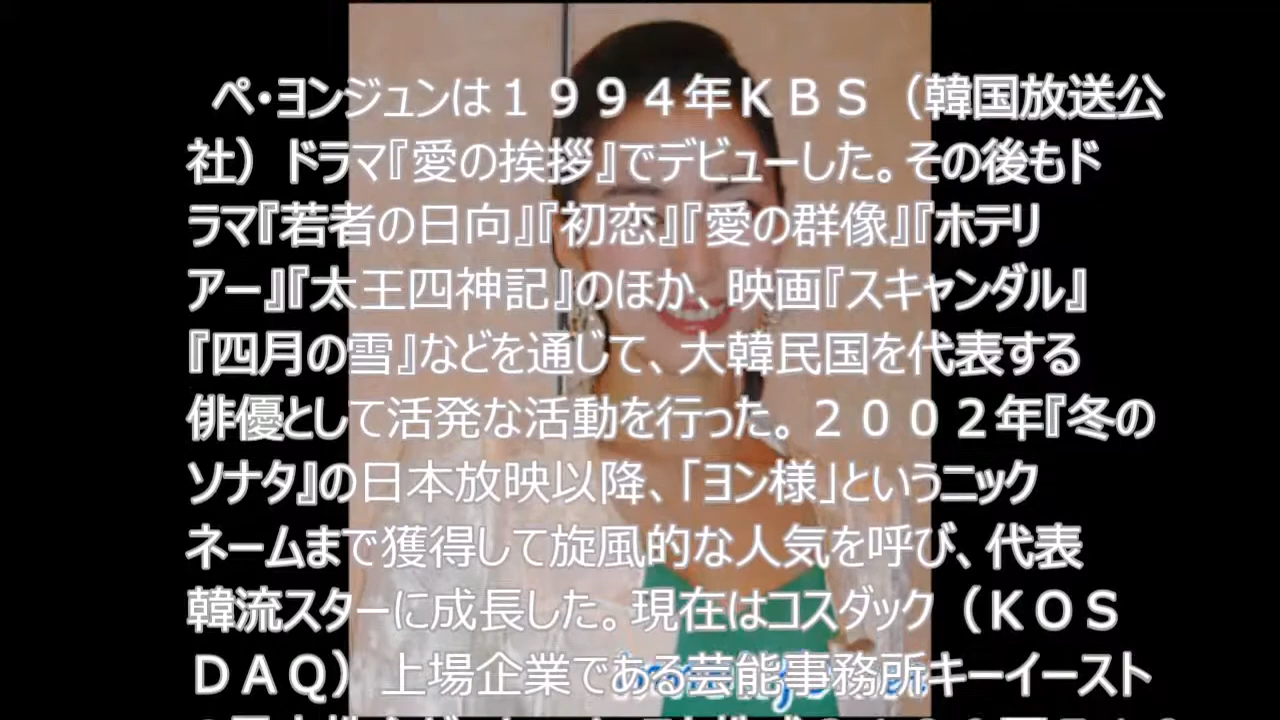 ペ・ヨンジュンは１９９４年ＫＢＳ（韓国放送公
社）ドラマ『愛の挨拶』でデビューした。その後もド
ラマ『若者の日向』『初恋』『愛の群像』『ホテリ
アー』『太王四神記』のほか、映画『スキャンダル』
『四月の雪』などを通じて、大韓民国を代表する
俳優として活発な活動を行った。２００２年『冬の
ソナタ』の日本放映以降、「ヨン様」というニック
ネームまで獲得して旋風的な人気を呼び、代表
韓流スターに成長した。現在はコスダック（ＫＯＳ
ＤＡＱ）上場企業である芸能事務所キーイースト